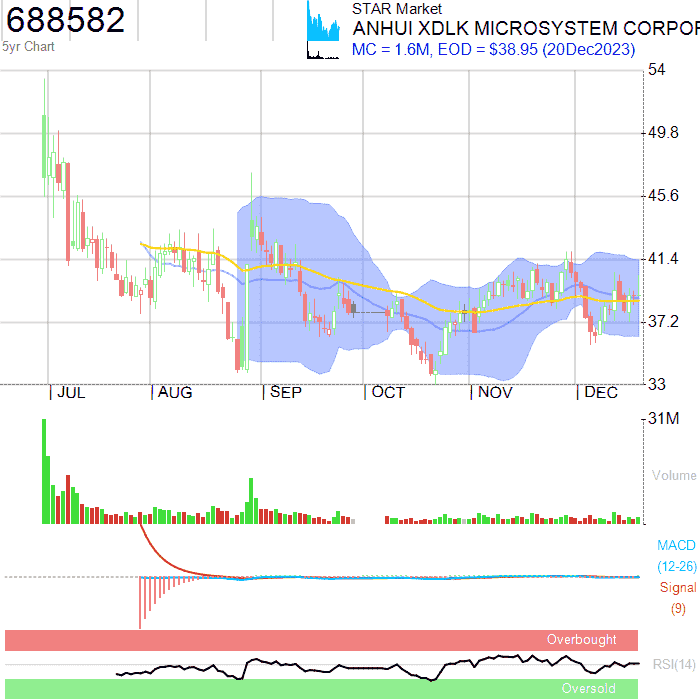 688582
5yr Chart
STAR Market
ANHUI XDLK MICROSYSTEM CORPOR
MC = 1.6M, EOD = $38.95 (20Dec2023)
54
49.8
45.6
41.4
37.2
33
JUL AUG SEP OCT NOV DEC
31M
Volume
MACD
(12-26)
Signal
(9)
Overbought
RSI(14)
Oversold